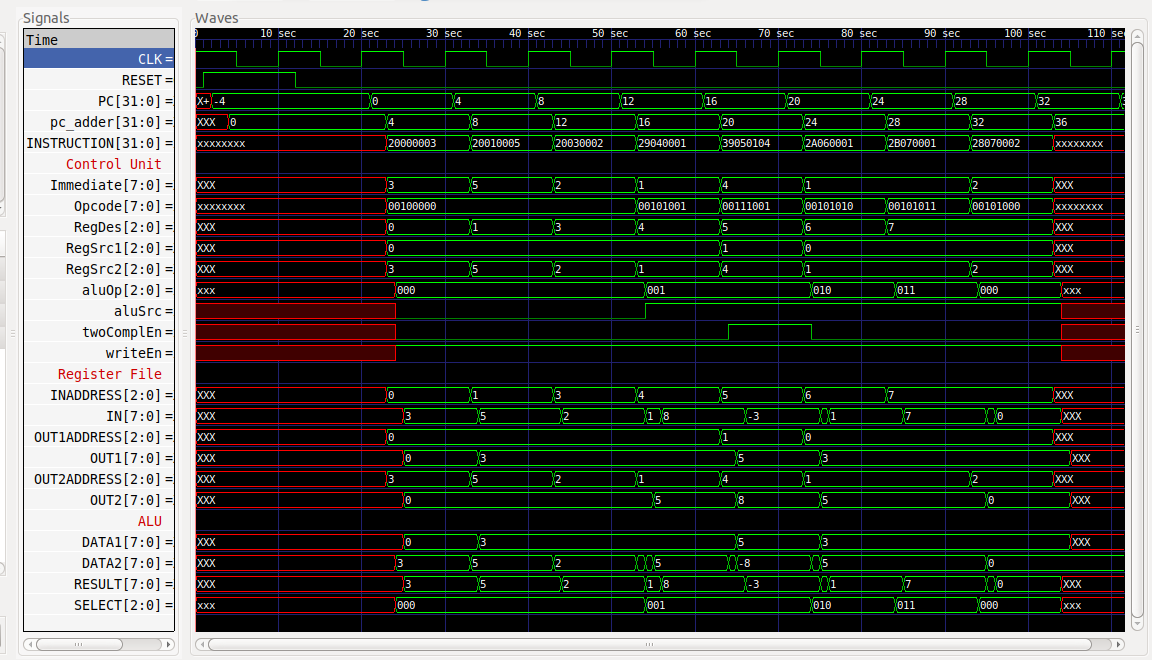 Signals Waves
Time 0 10 sec 20 sec 30 sec 40 sec 50 sec 60 sec 70 sec 80 sec 90 sec 100 sec 110 sec
CLK =
RESET =
PC[31:0] = X+ -4 0 4 8 12 16 20 24 28 32
pc_adder[31:0] = XXX 0 4 8 12 16 20 24 28 32 36
INSTRUCTION[31:0] = xxxxxxxx 20000003 20010005 20030002 29040001 39050104 2A060001 2B070001 28070002 xxxxxxxx
Control Unit
Immediate[7:0] = XXX 3 5 2 1 4 1 2 XXX
Opcode[7:0] = xxxxxxxx 00100000 00101001 00111001 00101010 00101011 00101000 xxxxxxxx
RegDes[2:0] = XXX 0 1 3 4 5 6 7 XXX
RegSrc1[2:0] = XXX 0 1 0 XXX
RegSrc2[2:0] = XXX 3 5 2 1 4 1 2 XXX
aluOp[2:0] = xxx 000 001 010 011 000 xxx
aluSrc =
twoComplEn =
writeEn =
Register File
INADDRESS[2:0] = XXX 0 1 3 4 5 6 7 XXX
IN[7:0] = XXX 3 5 2 1 8 -3 1 7 0 XXX
OUT1ADDRESS[2:0] = XXX 0 1 0 XXX
OUT1[7:0] = XXX 0 3 5 3 XXX
OUT2ADDRESS[2:0] = XXX 3 5 2 1 4 1 2 XXX
OUT2[7:0] = XXX 0 5 8 5 0 XXX
ALU
DATA1[7:0] = XXX 0 3 5 3 XXX
DATA2[7:0] = XXX 3 5 2 5 -8 5 0
RESULT[7:0] = XXX 3 5 2 1 8 -3 1 7 0 XXX
SELECT[2:0] = xxx 000 001 010 011 000 xxx